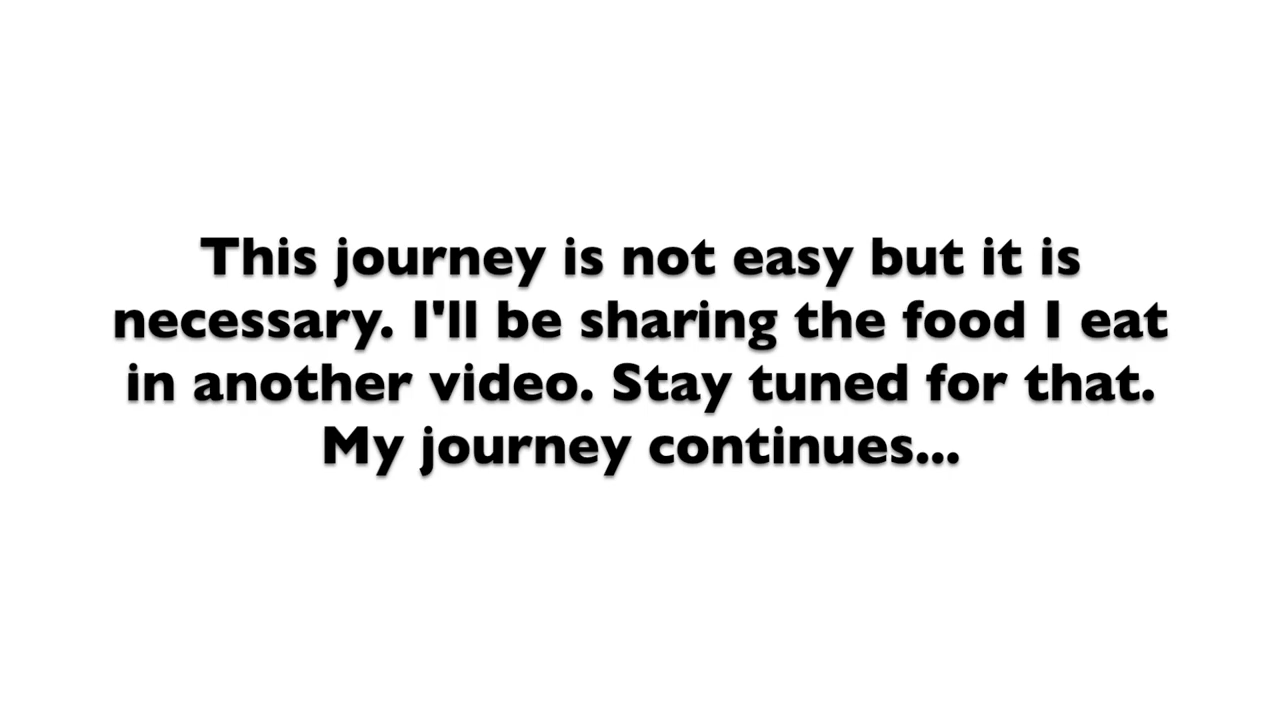 This journey is not easy but it is
necessary. I'll be sharing the food I eat
in another video. Stay tuned for that.
My journey continues...